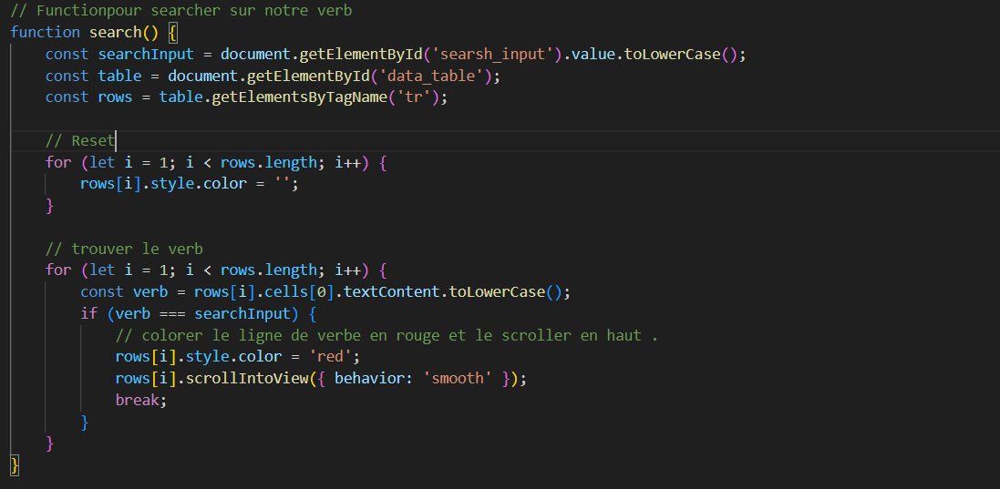 // Functionpour searcher sur notre verb
function search() {
    const searchInput = document.getElementById('searsh_input').value.toLowerCase();
    const table = document.getElementById('data_table');
    const rows = table.getElementsByTagName('tr');
    // Reset
    for (let i = 1; i < rows.length; i++) {
        rows[i].style.color = '';
    }
    // trouver le verb
    for (let i = 1; i < rows.length; i++) {
        const verb = rows[i].cells[0].textContent.toLowerCase();
        if (verb === searchInput) {
            // colorer le ligne de verbe en rouge et le scroller en haut .
            rows[i].style.color = 'red';
            rows[i].scrollIntoView({ behavior: 'smooth' });
            break;
        }
    }
}